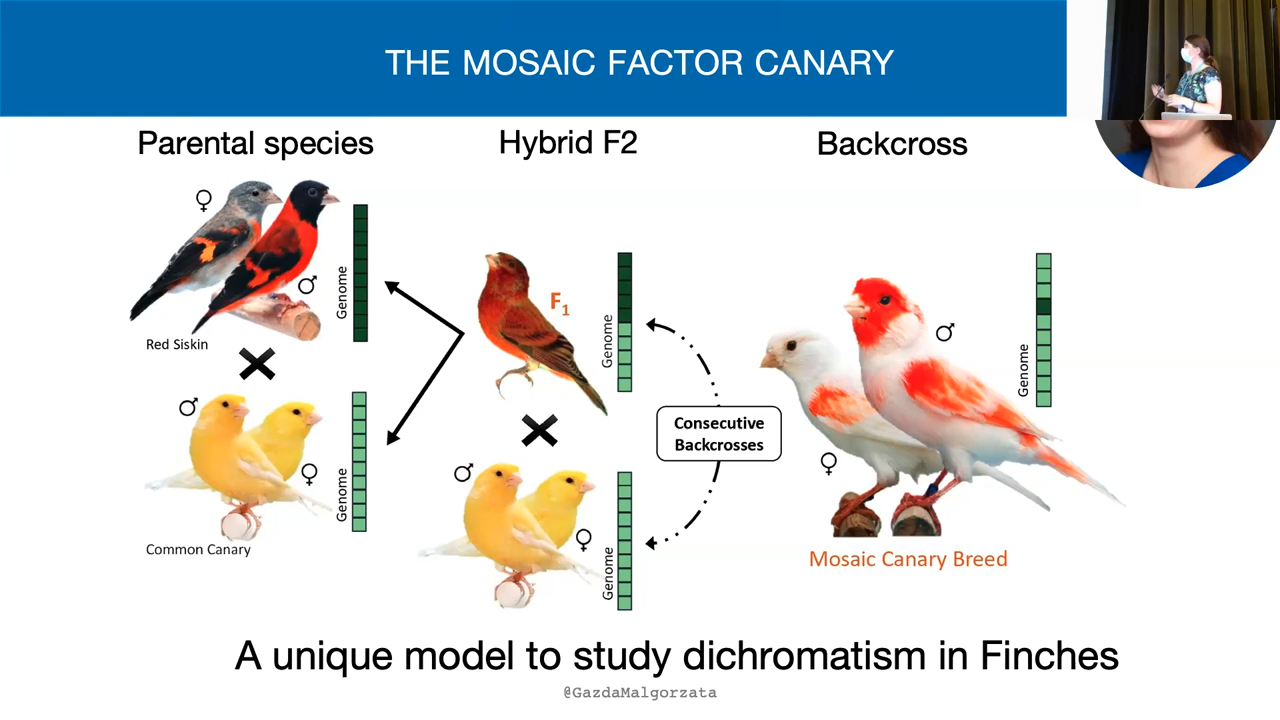 THE MOSAIC FACTOR CANARY
Parental species
Hybrid F2
Backcross
♀
♂
Genome
Red Siskin
♂
♀
Genome
Common Canary
F1
Genome
♂
♀
Genome
Consecutive
Backcrosses
♂
♀
Genome
Mosaic Canary Breed
A unique model to study dichromatism in Finches
@GazdaMalgorzata